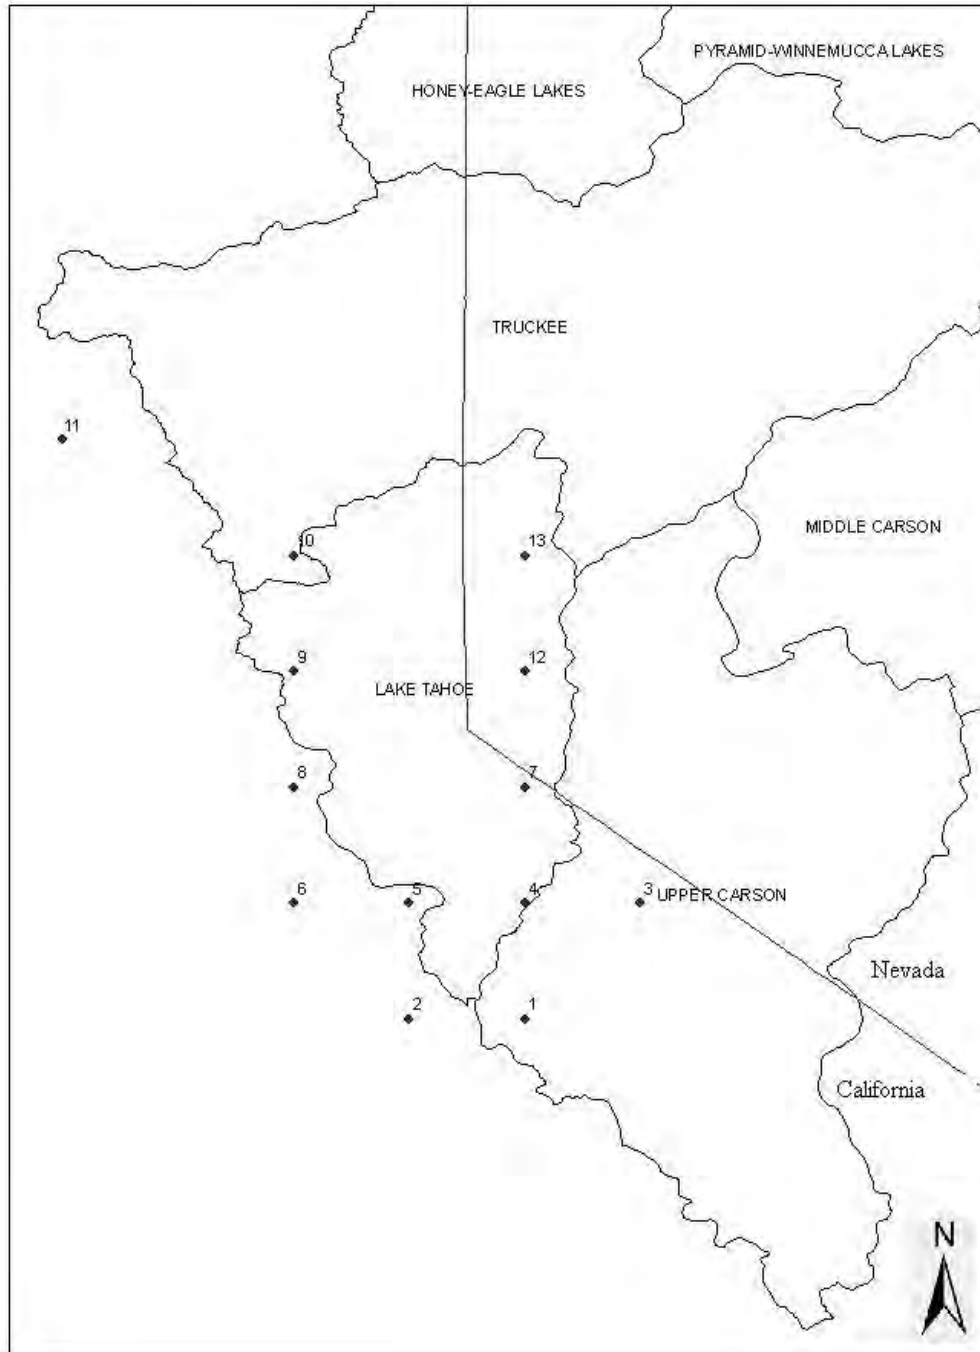 PYRAMID-WINNEMUCCA LAKES
HONEY-EAGLE LAKES
TRUCKEE
11
MIDDLE CARSON
10
13
9
12
LAKE TAHOE
8
7
6
5
4
3
UPPER CARSON
Nevada
2
1
California
N